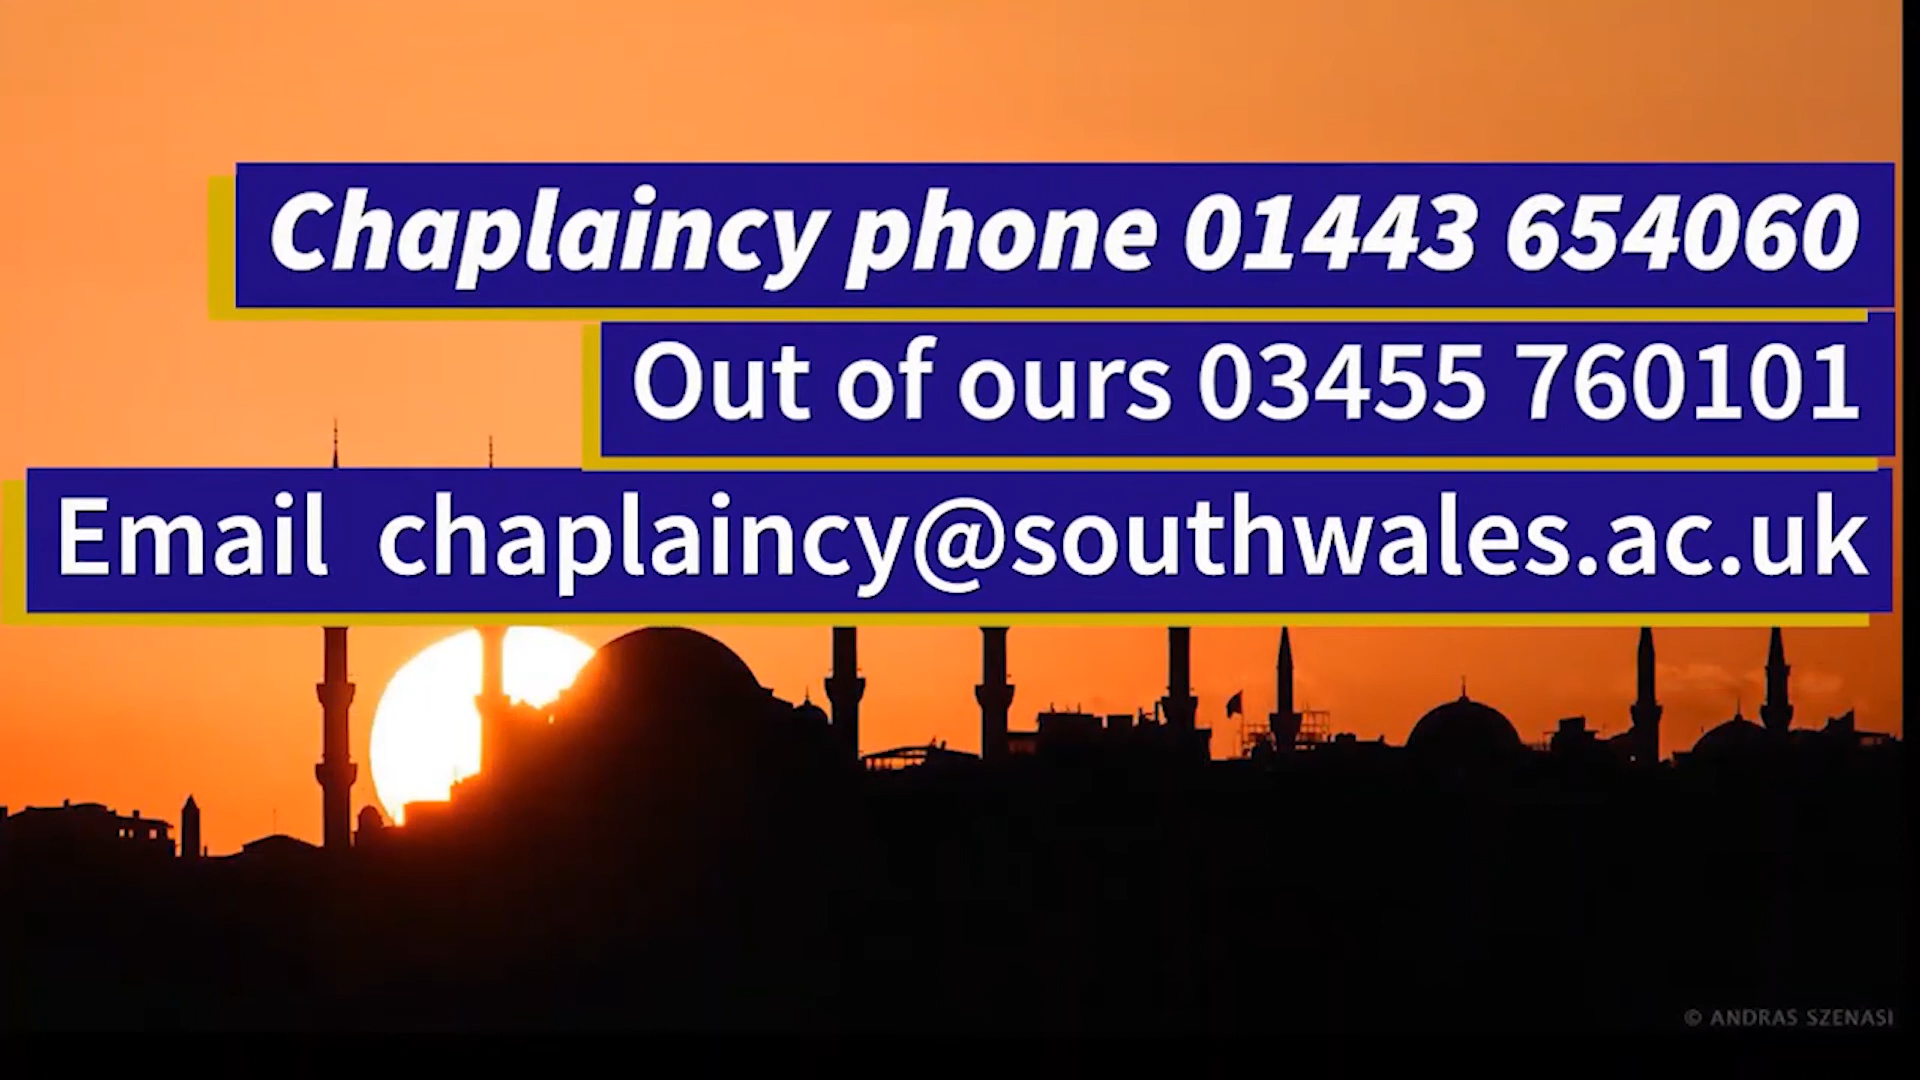 Chaplaincy phone 01443 654060
Out of ours 03455 760101
Email chaplaincy@southwales.ac.uk
© ANDRAS SZENASI